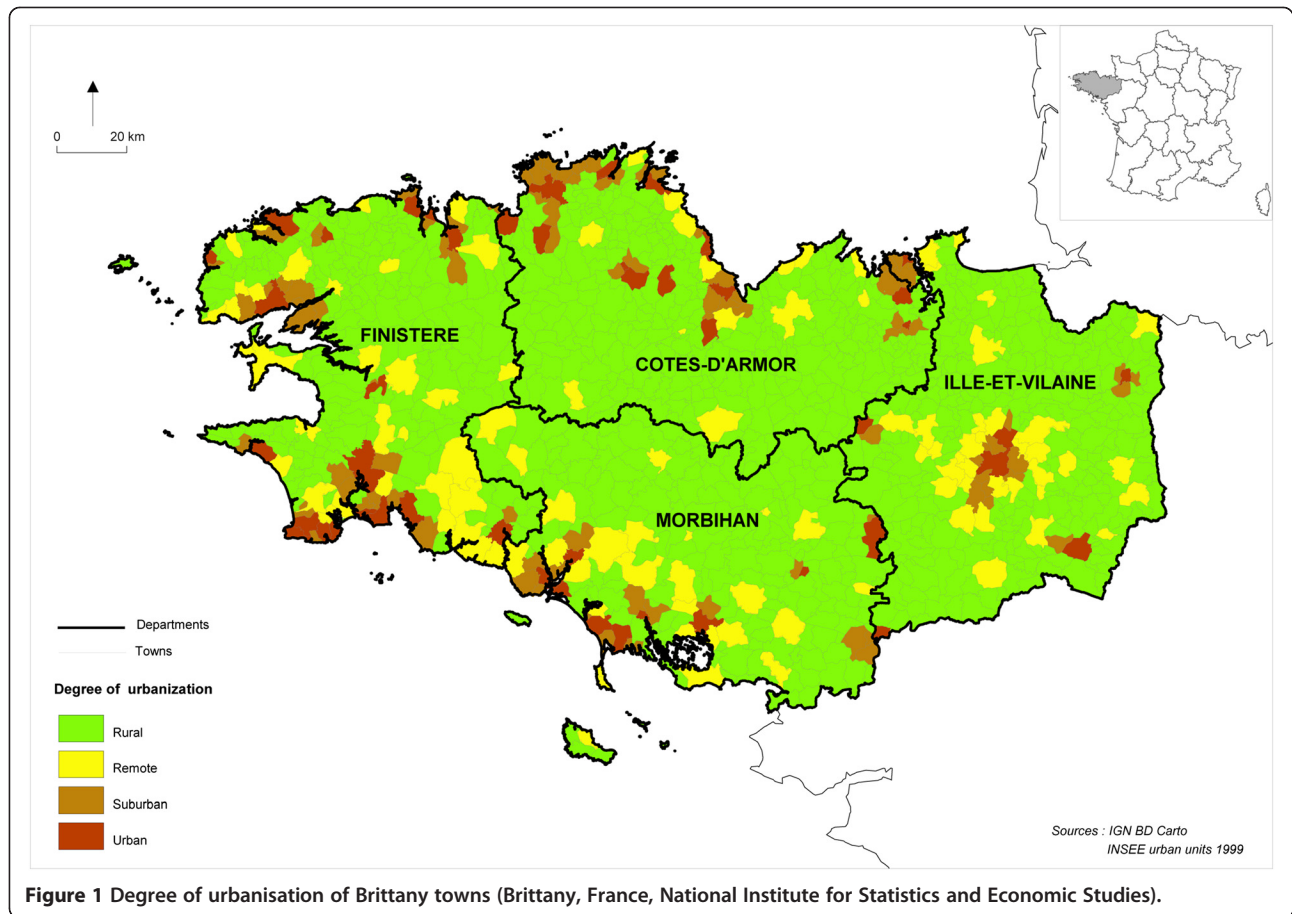 0 20 km
FINISTERE
COTES-D'ARMOR
ILLE-ET-VILAINE
MORBIHAN
Departments
Towns
Degree of urbanization
Rural
Remote
Suburban
Urban
Sources : IGN BD Carto
INSEE urban units 1999
Figure 1 Degree of urbanisation of Brittany towns (Brittany, France, National Institute for Statistics and Economic Studies).